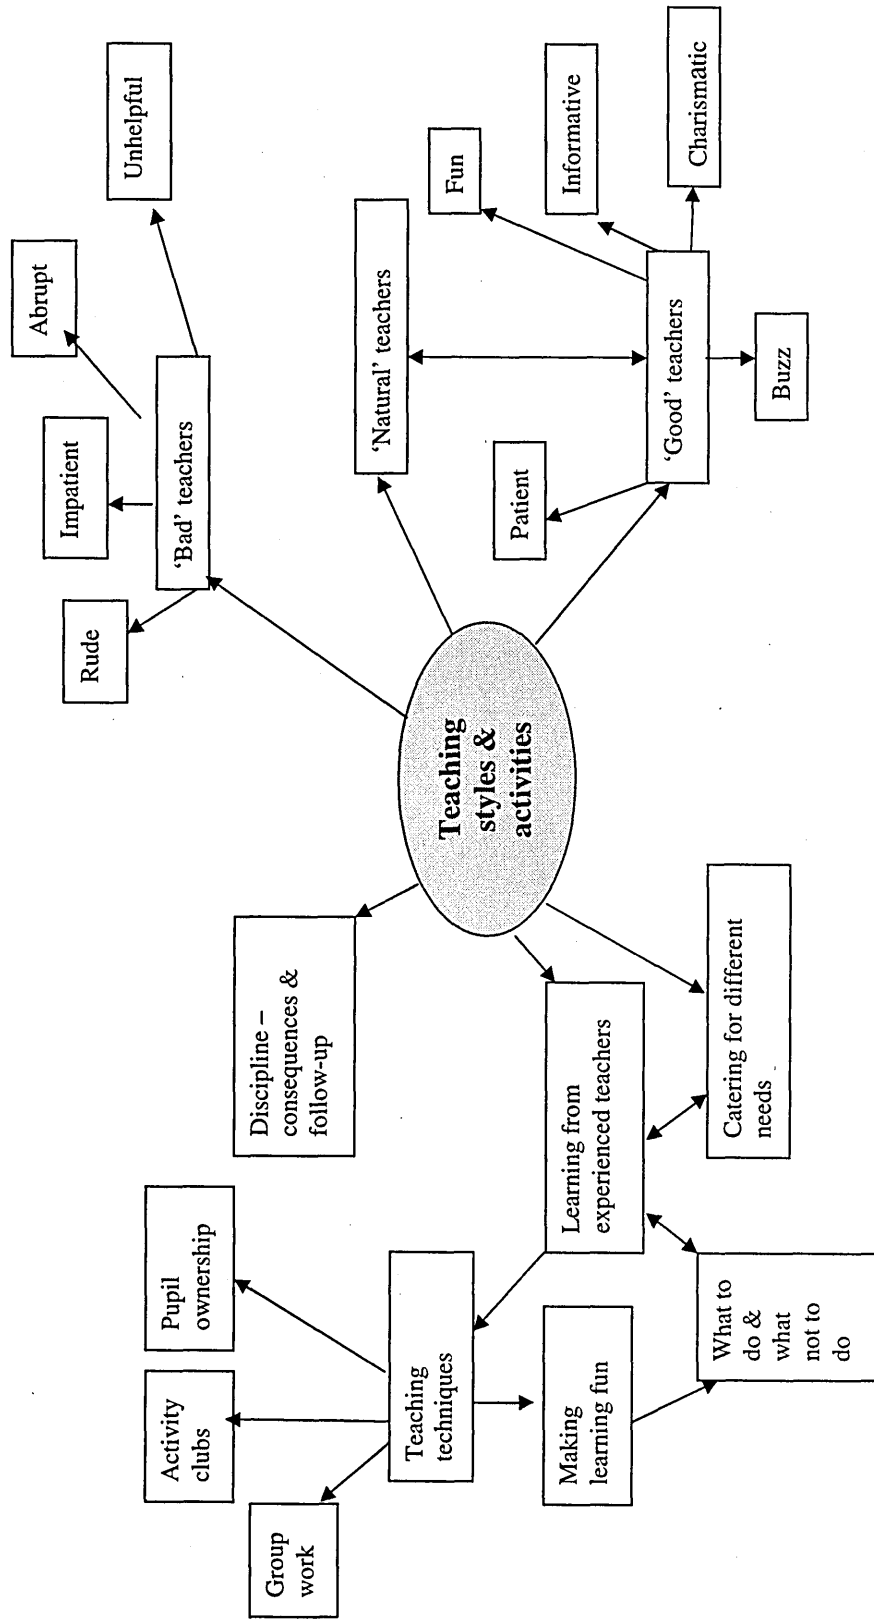 Group
work
Activity
clubs
Pupil
ownership
Discipline –
consequences &
follow-up
Rude
Impatient
Abrupt
Unhelpful
'Bad' teachers
Teaching
techniques
Making
learning fun
What to
do &
what
not to
do
Learning from
experienced teachers
Catering for different
needs
Teaching
styles &
activities
'Natural' teachers
Patient
Fun
Informative
Charismatic
'Good' teachers
Buzz